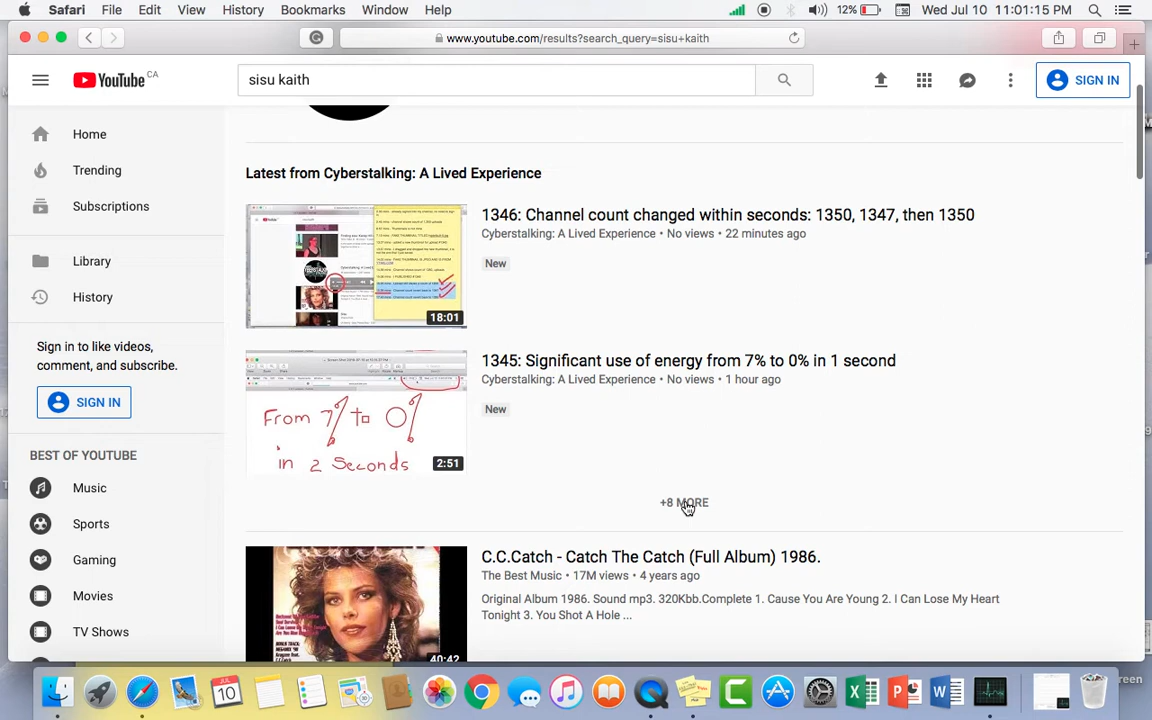 Safari File Edit View History Bookmarks Window Help 12% Wed Jul 10 11:01:15 PM
www.youtube.com/results?search_query=sisu+kaith
YouTube CA
sisu kaith
SIGN IN
Home
Trending
Subscriptions
Library
History
Sign in to like videos,
comment, and subscribe.
SIGN IN
BEST OF YOUTUBE
Music
Sports
Gaming
Movies
TV Shows
Latest from Cyberstalking: A Lived Experience
18:01
1346: Channel count changed within seconds: 1350, 1347, then 1350
Cyberstalking: A Lived Experience • No views • 22 minutes ago
New
From 7% to 0%
in 2 Seconds
2:51
1345: Significant use of energy from 7% to 0% in 1 second
Cyberstalking: A Lived Experience • No views • 1 hour ago
New
+8 MORE
40:42
C.C.Catch - Catch The Catch (Full Album) 1986.
The Best Music • 17M views • 4 years ago
Original Album 1986. Sound mp3. 320Kbb.Complete 1. Cause You Are Young 2. I Can Lose My Heart
Tonight 3. You Shot A Hole ...
JUL
10